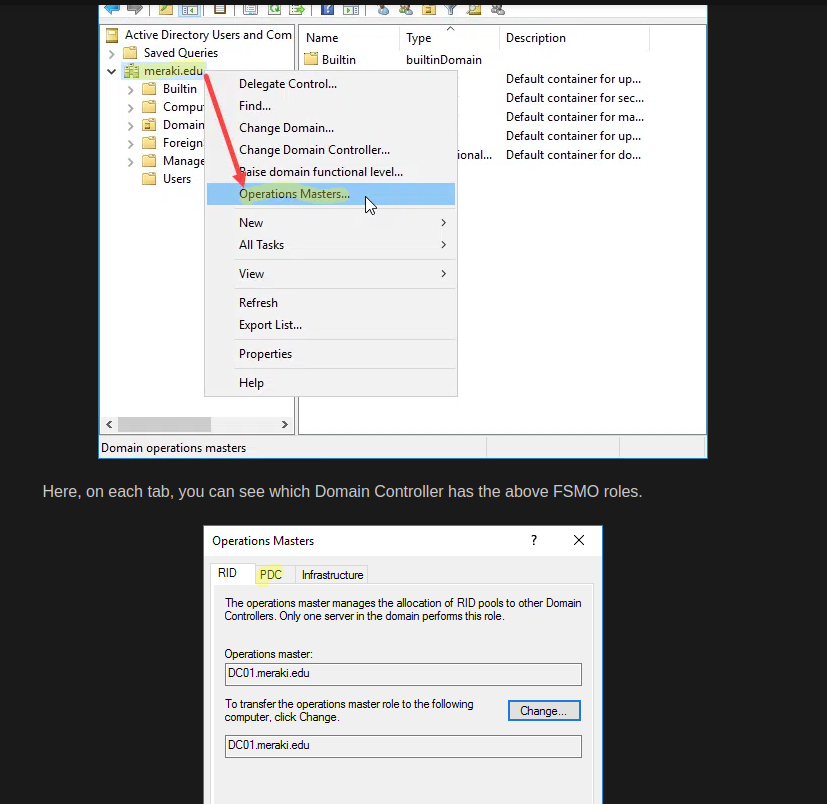 Active Directory Users and Com
Saved Queries
meraki.edu
Builtin
Compu
Domain
Foreign
Manage
Users
Name Type Description
Builtin builtinDomain
Default container for up...
Default container for sec...
Default container for ma...
Default container for up...
ional... Default container for do...
Delegate Control...
Find...
Change Domain...
Change Domain Controller...
Raise domain functional level...
Operations Masters...
New
All Tasks
View
Refresh
Export List...
Properties
Help
Domain operations masters
Here, on each tab, you can see which Domain Controller has the above FSMO roles.
Operations Masters ?
RID PDC Infrastructure
The operations master manages the allocation of RID pools to other Domain
Controllers. Only one server in the domain performs this role.
Operations master:
DC01.meraki.edu
To transfer the operations master role to the following
computer, click Change.
Change...
DC01.meraki.edu